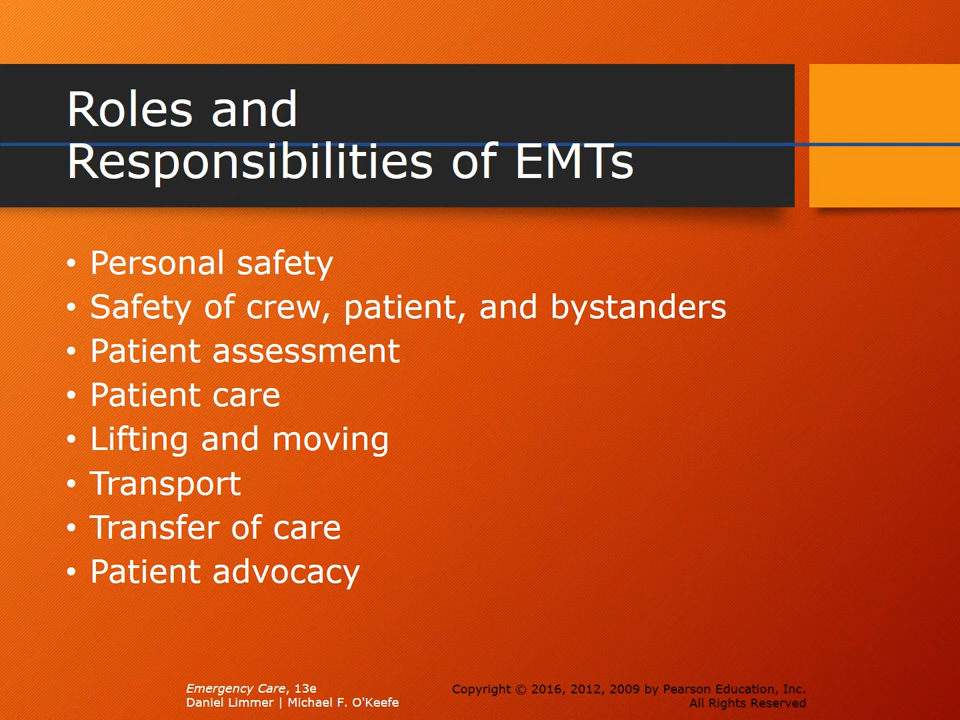 Roles and
Responsibilities of EMTs
• Personal safety
• Safety of crew, patient, and bystanders
• Patient assessment
• Patient care
• Lifting and moving
• Transport
• Transfer of care
• Patient advocacy
Emergency Care, 13e
Daniel Limmer | Michael F. O'Keefe
Copyright © 2016, 2012, 2009 by Pearson Education, Inc.
All Rights Reserved